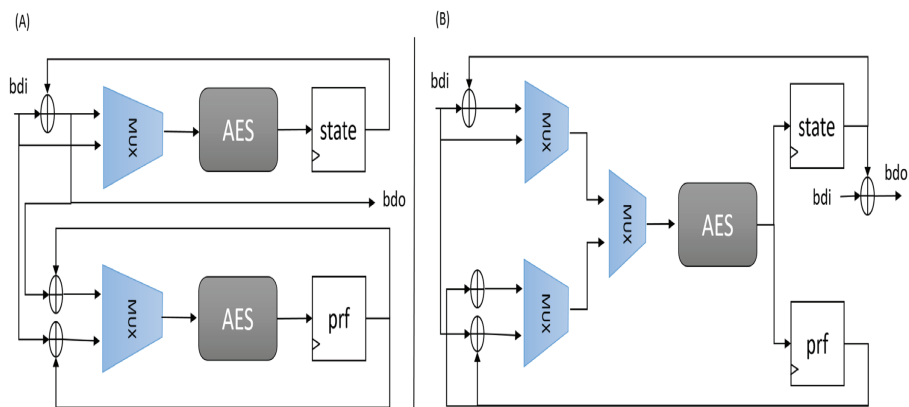 (A)
bdi
MUX
AES
state
bdo
MUX
AES
prf
(B)
bdi
MUX
MUX
MUX
AES
state
bdi
bdo
prf